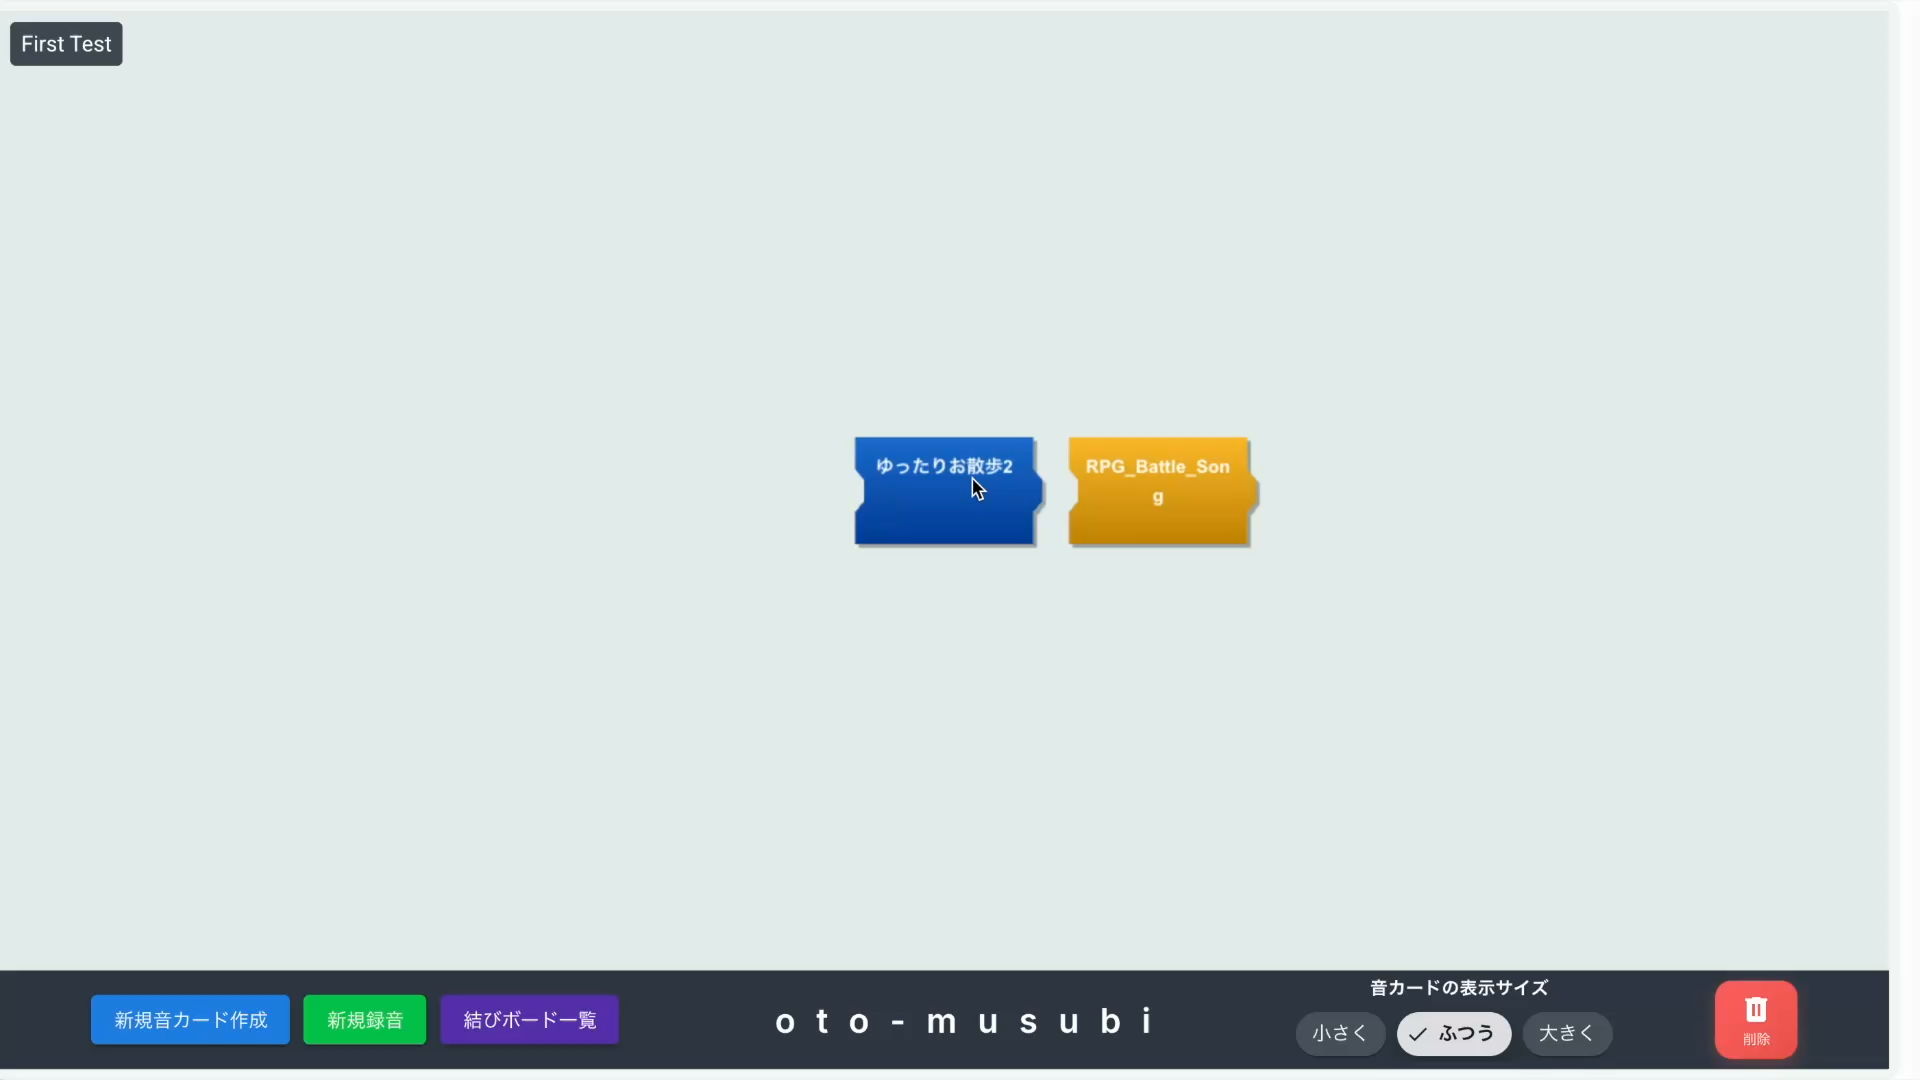 First Test
ゆったりお散歩2
RPG_Battle_Son
g
音カードの表示サイズ
新規音カード作成
新規録音
結びボード一覧
oto-musubi
小さく
ふつう
大きく
削除